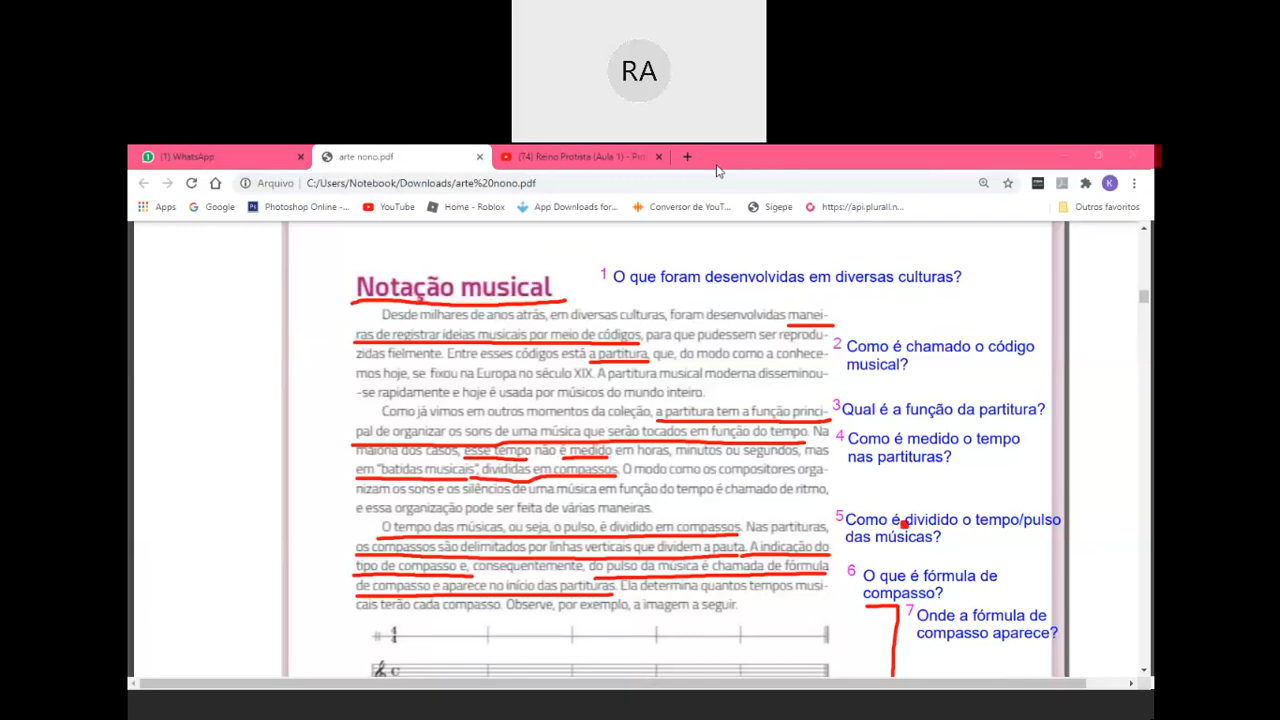 RA
(1) WhatsApp
arte nono.pdf
(T4) Reino Protista (Aula 1) - Pro
Arquivo | C:/Users/Notebook/Downloads/arte%20nono.pdf
K
Apps
Google
Photoshop Online -...
YouTube
Home - Roblox
App Downloads for...
Conversor de YouT...
Sigepe
https://api.plurall.n...
Outros favoritos
Notação musical
1 O que foram desenvolvidas em diversas culturas?
Desde milhares de anos atrás, em diversas culturas, foram desenvolvidas manei-
ras de registrar ideias musicais por meio de códigos, para que pudessem ser reprodu-
zidas fielmente. Entre esses códigos está a partitura, que, do modo como a conhece-
mos hoje, se fixou na Europa no século XIX. A partitura musical moderna disseminou-
-se rapidamente e hoje é usada por músicos do mundo inteiro.
Como já vimos em outros momentos da coleção, a partitura tem a função princi-
pal de organizar os sons de uma música que serão tocados em função do tempo. Na
maioria dos casos, esse tempo não é medido em horas, minutos ou segundos, mas
em "batidas musicais", divididas em compassos. O modo como os compositores orga-
nizam os sons e os silêncios de uma música em função do tempo é chamado de ritmo,
e essa organização pode ser feita de várias maneiras.
O tempo das músicas, ou seja, o pulso, é dividido em compassos. Nas partituras,
os compassos são delimitados por linhas verticais que dividem a pauta. A indicação do
tipo de compasso e, consequentemente, do pulso da música é chamada de fórmula
de compasso e aparece no início das partituras. Ela determina quantos tempos musi-
cais terão cada compasso. Observe, por exemplo, a imagem a seguir.
2 Como é chamado o código
musical?
3 Qual é a função da partitura?
4 Como é medido o tempo
nas partituras?
5 Como é dividido o tempo/pulso
das músicas?
6 O que é fórmula de
compasso?
7 Onde a fórmula de
compasso aparece?
4
4
C